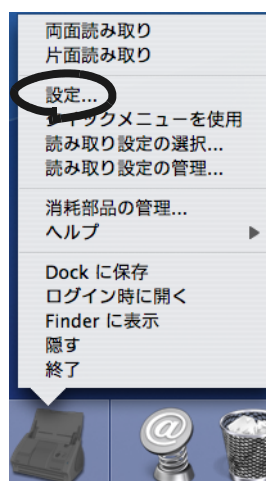 両面読み取り
片面読み取り
設定...
クイックメニューを使用
読み取り設定の選択...
読み取り設定の管理...
消耗部品の管理...
ヘルプ
Dock に保存
ログイン時に開く
Finder に表示
隠す
終了
@